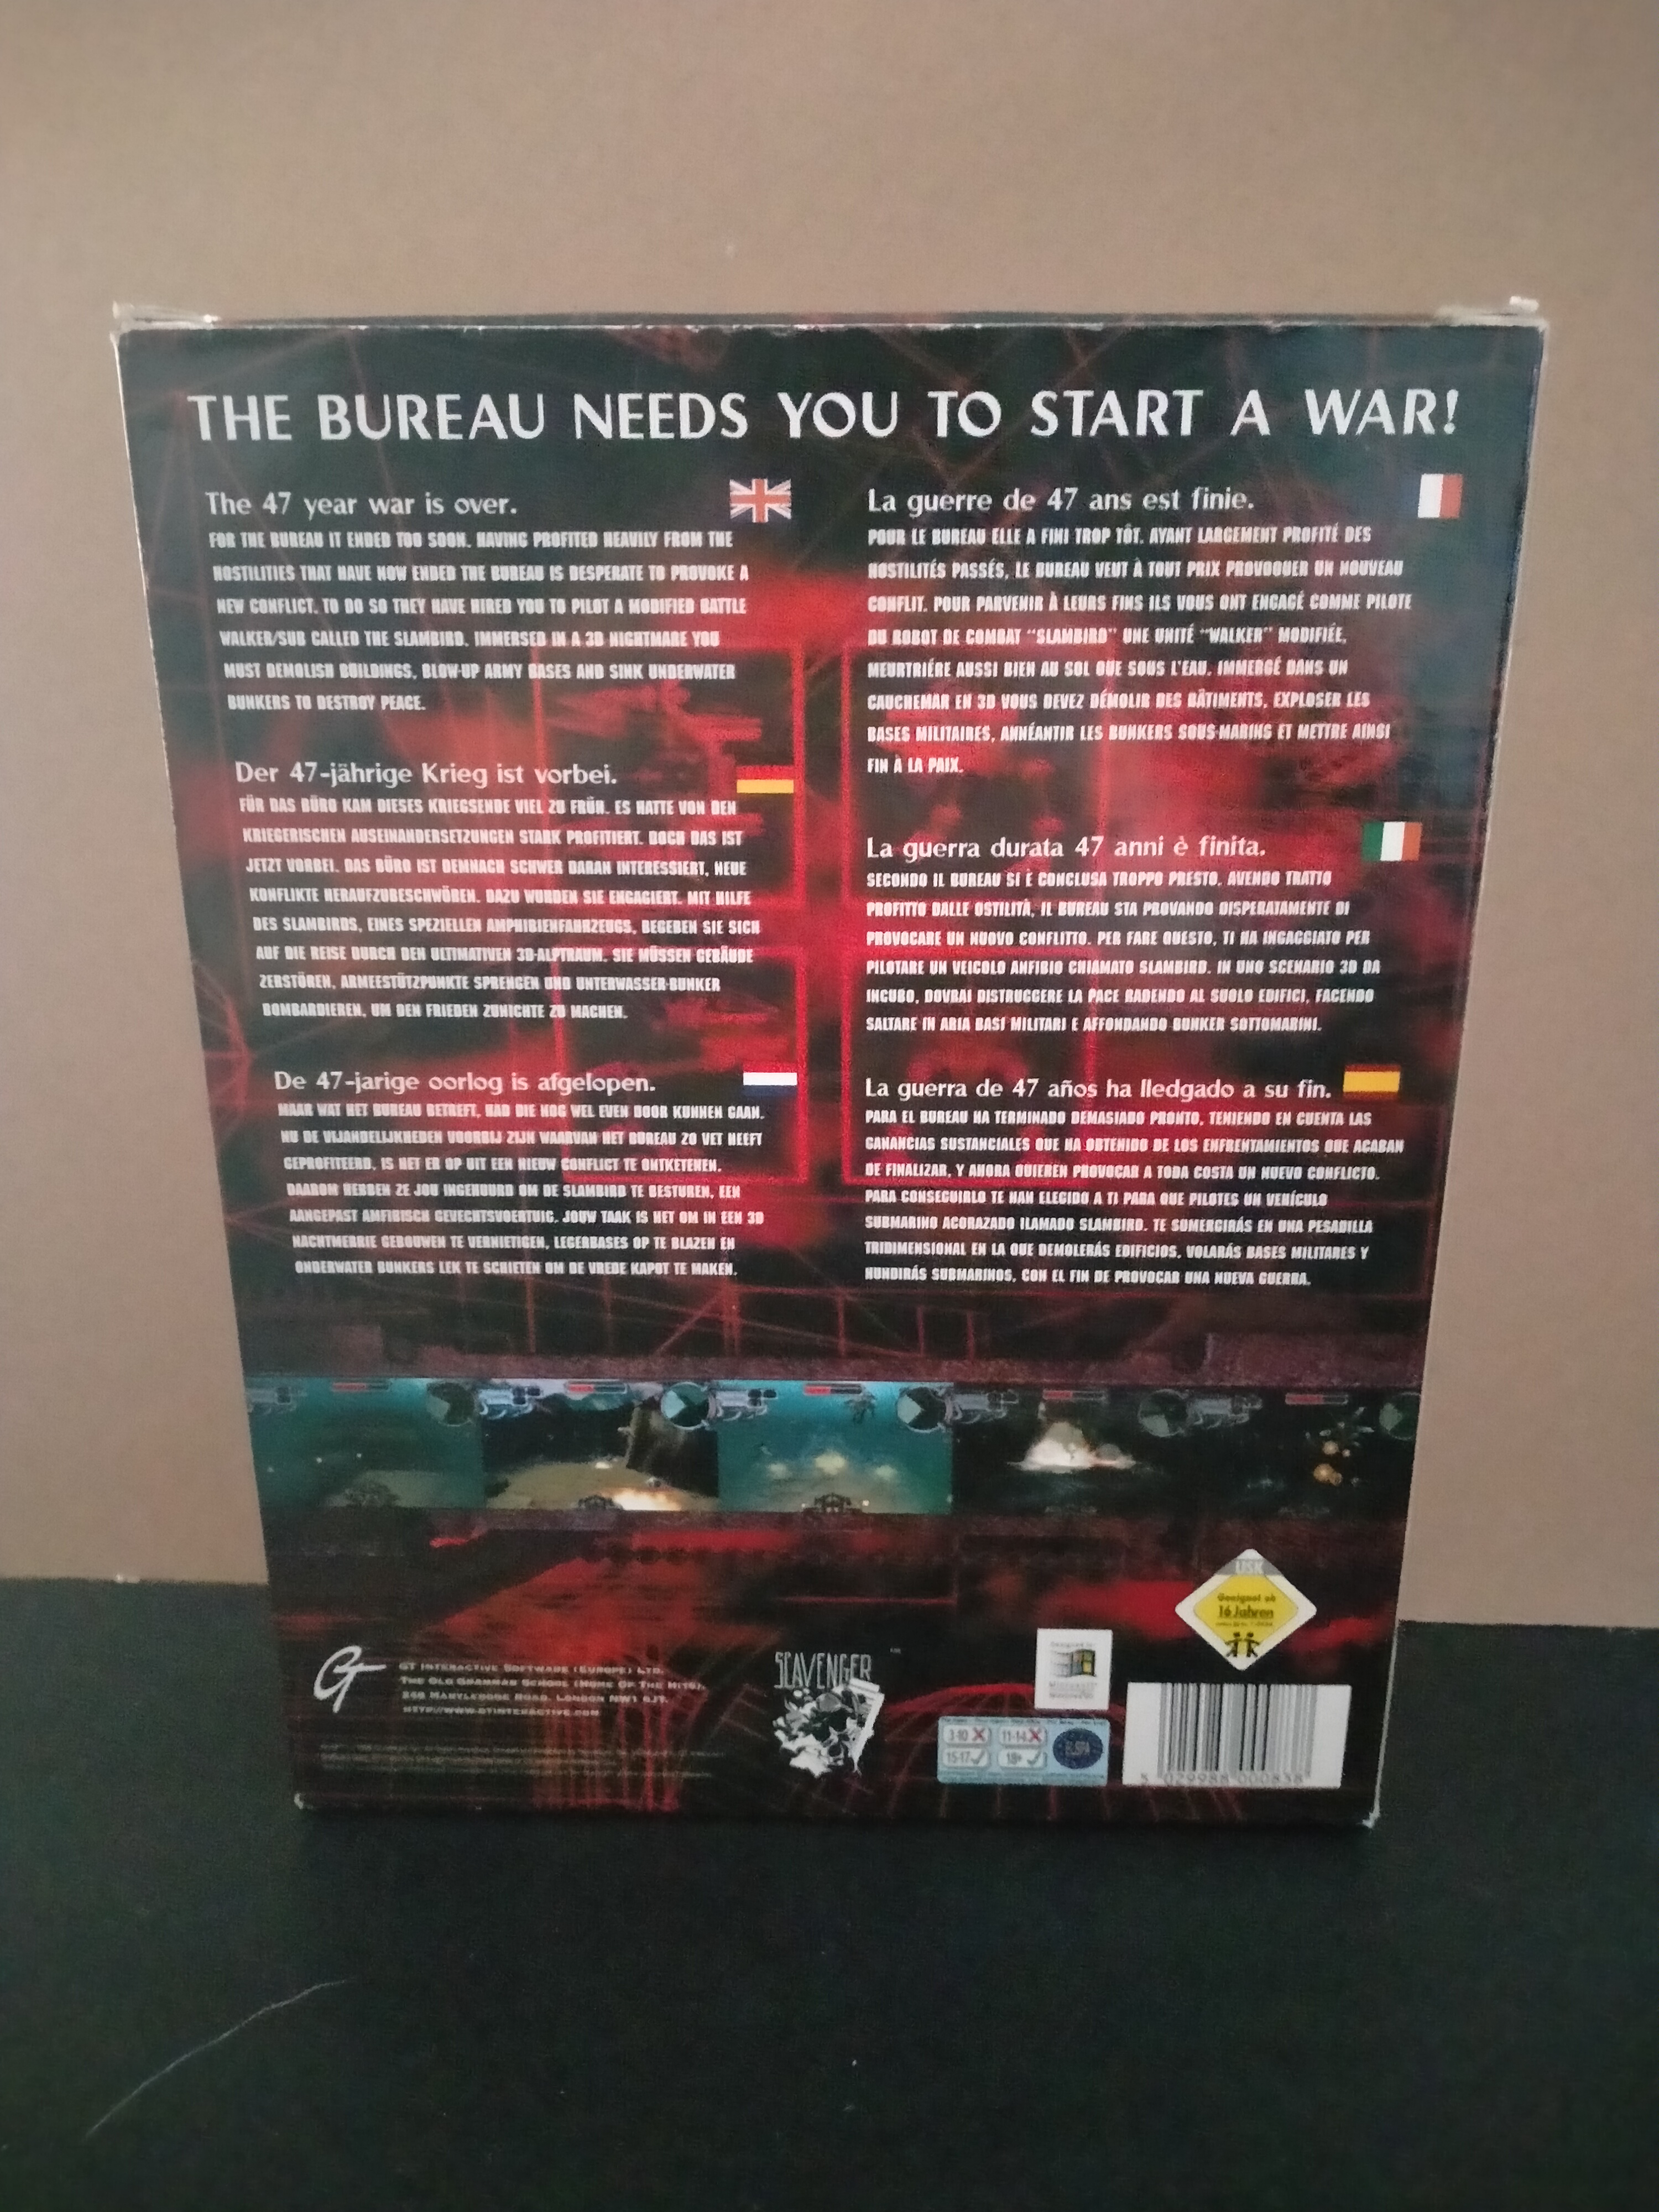 THE BUREAU NEEDS YOU TO START A WAR!
The 47 year war is over.
FOR THE BUREAU IT ENDED TOO SOON. HAVING PROFITED HEAVILY FROM THE
HOSTILITIES THAT HAVE NOW ENDED THE BUREAU IS DESPERATE TO PROVOKE A
NEW CONFLICT. TO DO SO THEY HAVE HIRED YOU TO PILOT A MODIFIED BATTLE
WALKER/SUB CALLED THE SLAMBIRD. IMMERSED IN A 3D NIGHTMARE YOU
MUST DEMOLISH BUILDINGS, BLOW-UP ARMY BASES AND SINK UNDERWATER
BUNKERS TO DESTROY PEACE.
Der 47-jährige Krieg ist vorbei.
FÜR DAS BÜRO KAM DIESES KRIEGSENDE VIEL ZU FRÜH. ES HATTE VON DEN
KRIEGERISCHEN AUSEINANDERSETZUNGEN STARK PROFITIERT. DOCH DAS IST
JETZT VORBEI. DAS BÜRO IST DEMNACH SCHWER DARAN INTERESSIERT, NEUE
KONFLIKTE HERAUFZUBESCHWÖREN. DAZU WURDEN SIE ENGAGIERT. MIT HILFE
DES SLAMBIRDS, EINES SPEZIELLEN AMPHIBIENFAHRZEUGS, BEGEBEN SIE SICH
AUF DIE REISE DURCH DEN ULTIMATIVEN 3D-ALPTRAUM. SIE MÜSSEN GEBÄUDE
ZERSTÖREN, ARMEESTÜTZPUNKTE SPRENGEN UND UNTERWASSER-BUNKER
BOMBARDIEREN, UM DEN FRIEDEN ZUNICHTE ZU MACHEN.
De 47-jarige oorlog is afgelopen.
MAAR WAT HET BUREAU BETREFT, HAD DIE NOG WEL EVEN DOOR KUNNEN GAAN.
NU DE VIJANDELIJKHEDEN VOORBIJ ZIJN WAARVAN HET BUREAU ZO VET HEEFT
GEPROFITEERD, IS HET ER OP UIT EEN NIEUW CONFLICT TE ONTKETENEN.
DAAROM HEBBEN ZE JOU INGEHUURD OM DE SLAMBIRD TE BESTUREN, EEN
AANGEPAST AMFIBISCH GEVECHTSVOERTUIG. JOUW TAAK IS HET OM IN EEN 3D
NACHTMERRIE GEBOUWEN TE VERNIETIGEN, LEGERBASES OP TE BLAZEN EN
ONDERWATER BUNKERS LEK TE SCHIETEN OM DE VREDE KAPOT TE MAKEN.
La guerre de 47 ans est finie.
POUR LE BUREAU ELLE A FINI TROP TÔT. AYANT LARGEMENT PROFITÉ DES
HOSTILITÉS PASSÉS, LE BUREAU VEUT À TOUT PRIX PROVOQUER UN NOUVEAU
CONFLIT. POUR PARVENIR À LEURS FINS ILS VOUS ONT ENGAGÉ COMME PILOTE
DU ROBOT DE COMBAT "SLAMBIRD" UNE UNITÉ "WALKER" MODIFIÉE,
MEURTRIÉRE AUSSI BIEN AU SOL QUE SOUS L'EAU. IMMERGÉ DANS UN
CAUCHEMAR EN 3D VOUS DEVEZ DÉMOLIR DES BÂTIMENTS, EXPLOSER LES
BASES MILITAIRES, ANNÉANTIR LES BUNKERS SOUS-MARINS ET METTRE AINSI
FIN À LA PAIX.
La guerra durata 47 anni è finita.
SECONDO IL BUREAU SI È CONCLUSA TROPPO PRESTO. AVENDO TRATTO
PROFITTO DALLE OSTILITÀ, IL BUREAU STA PROVANDO DISPERATAMENTE DI
PROVOCARE UN NUOVO CONFLITTO. PER FARE QUESTO, TI HA INGAGGIATO PER
PILOTARE UN VEICOLO ANFIBIO CHIAMATO SLAMBIRD. IN UNO SCENARIO 3D DA
INCUBO, DOVRAI DISTRUGGERE LA PACE RADENDO AL SUOLO EDIFICI, FACENDO
SALTARE IN ARIA BASI MILITARI E AFFONDANDO BUNKER SOTTOMARINI.
La guerra de 47 años ha lledgado a su fin.
PARA EL BUREAU HA TERMINADO DEMASIADO PRONTO, TENIENDO EN CUENTA LAS
GANANCIAS SUSTANCIALES QUE HA OBTENIDO DE LOS ENFRENTAMIENTOS QUE ACABAN
DE FINALIZAR. Y AHORA QUIEREN PROVOCAR A TODA COSTA UN NUEVO CONFLICTO.
PARA CONSEGUIRLO TE HAN ELEGIDO A TI PARA QUE PILOTES UN VEHÍCULO
SUBMARINO ACORAZADO LLAMADO SLAMBIRD. TE SUMERGIRÁS EN UNA PESADILLA
TRIDIMENSIONAL EN LA QUE DEMOLERÁS EDIFICIOS, VOLARÁS BASES MILITARES Y
HUNDIRÁS SUBMARINOS, CON EL FIN DE PROVOCAR UNA NUEVA GUERRA.
USK
Geeignet ab
16 Jahren
GT
GT INTERACTIVE SOFTWARE (EUROPE) LTD.
THE OLD GRAMMAR SCHOOL (HOME OF THE HITS),
248 MARYLEBONE ROAD, LONDON NW1 6JT.
HTTP://WWW.GTINTERACTIVE.COM
SCAVENGER ™
Designed for
Microsoft
3-10 11-14
15-17 18+
ELSPA
5 029988 000838